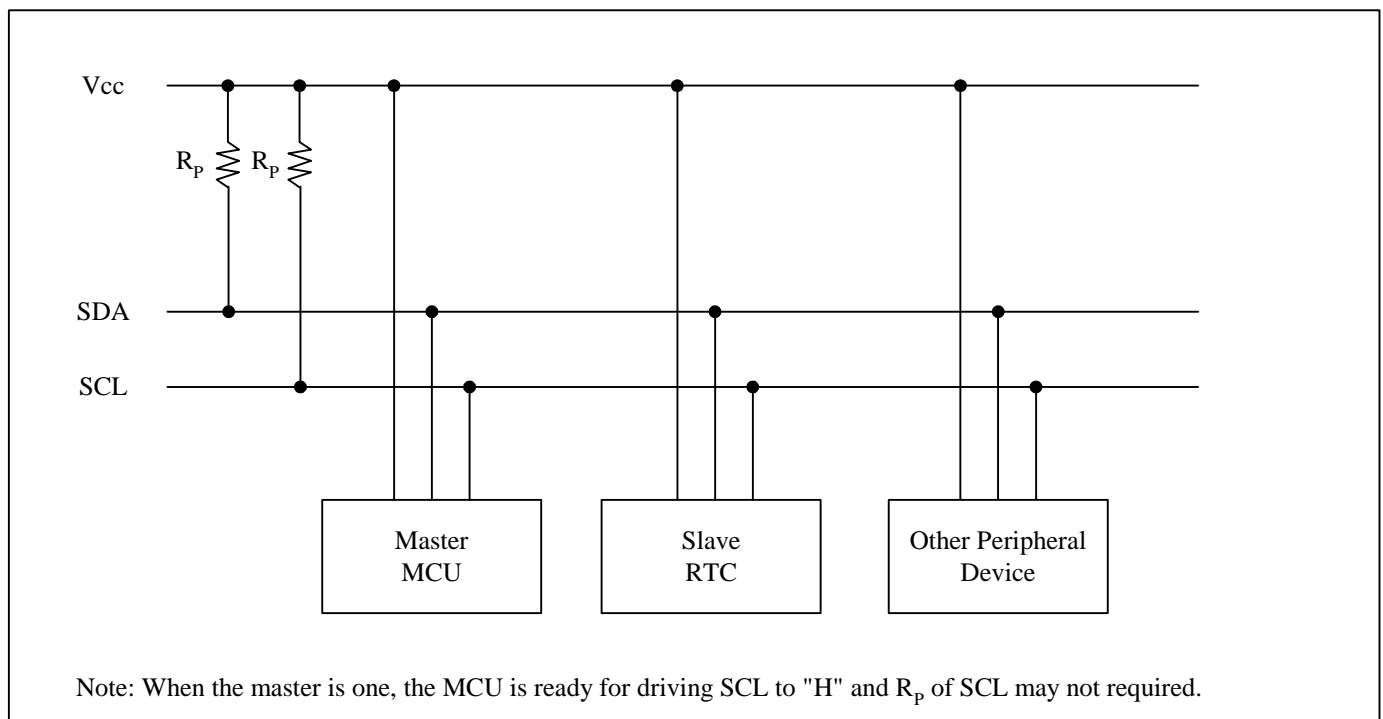 Vcc
R_P R_P
SDA
SCL
Master
MCU
Slave
RTC
Other Peripheral
Device
Note: When the master is one, the MCU is ready for driving SCL to "H" and R_P of SCL may not required.